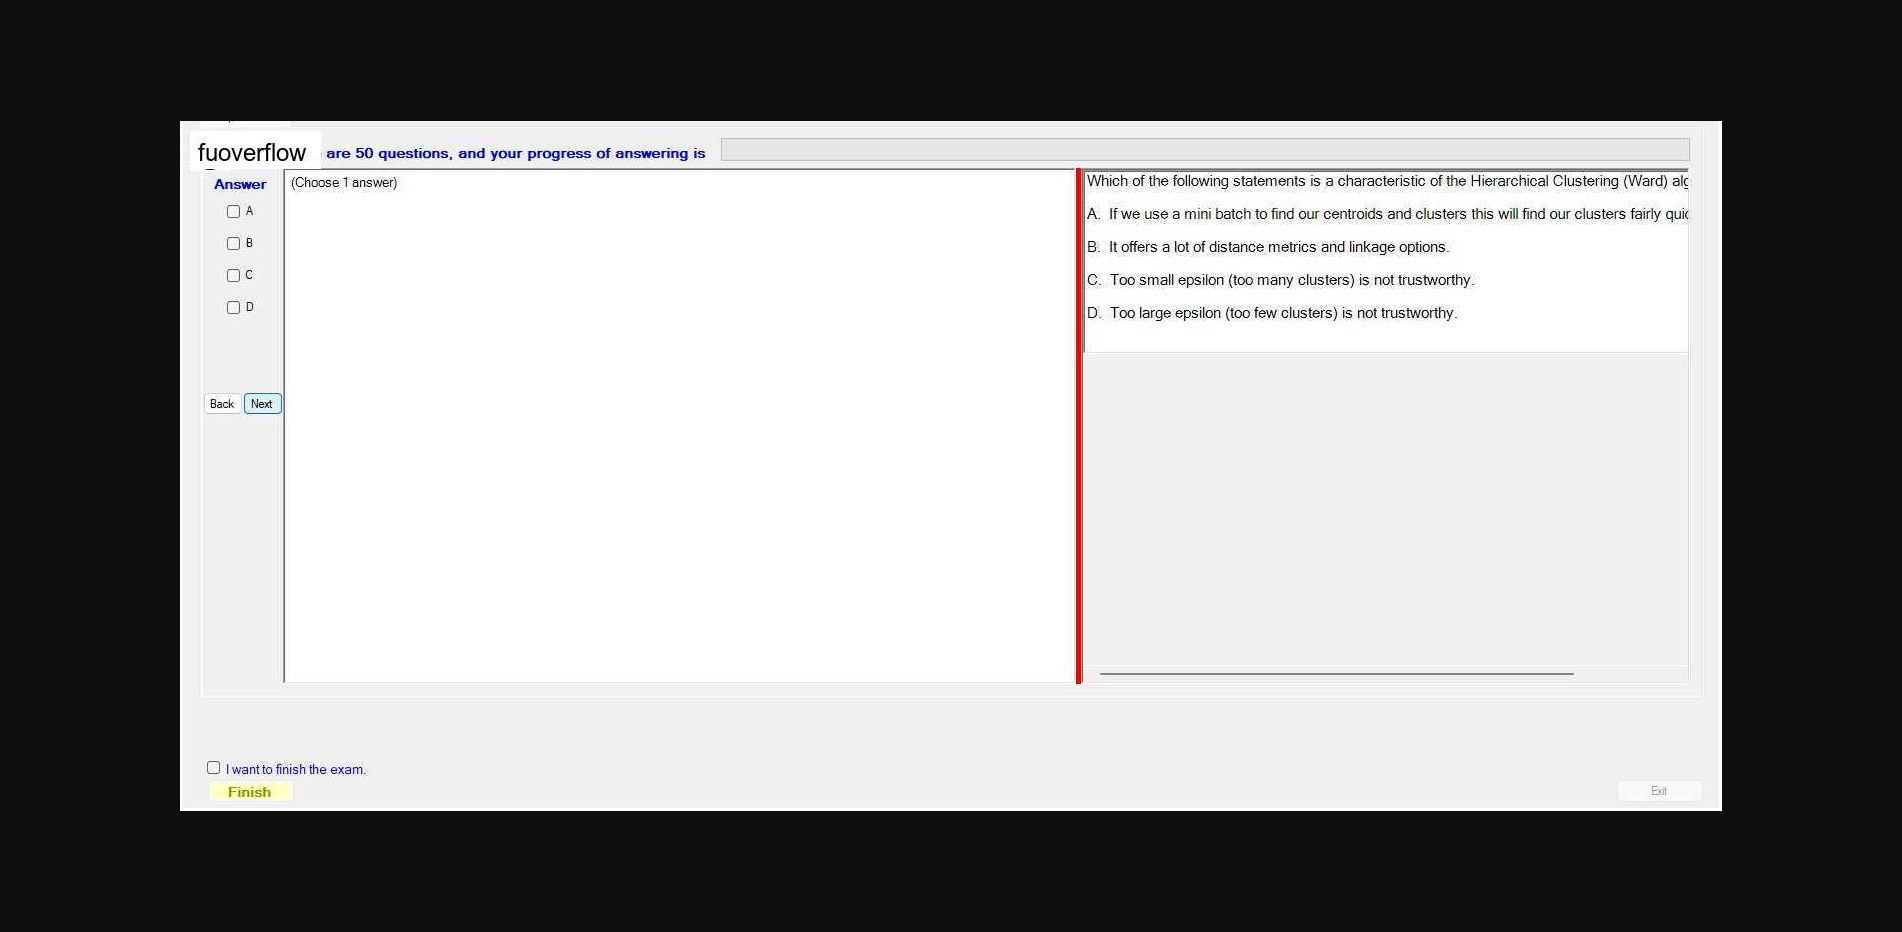 fuoverflow are 50 questions, and your progress of answering is
Answer
A
B
C
D
Back Next
(Choose 1 answer)
Which of the following statements is a characteristic of the Hierarchical Clustering (Ward)
A. If we use a mini batch to find our centroids and clusters this will find our clusters fairly
B. It offers a lot of distance metrics and linkage options.
C. Too small epsilon (too many clusters) is not trustworthy.
D. Too large epsilon (too few clusters) is not trustworthy.
I want to finish the exam.
Finish
Exit